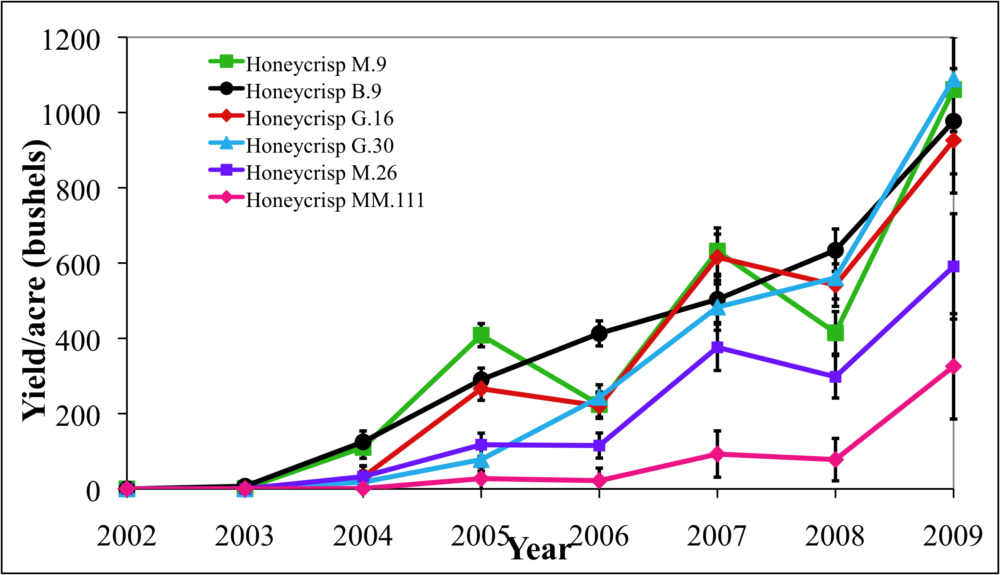 Yield/acre (bushels)
1200
1000
800
600
400
200
0
Honeycrisp M.9
Honeycrisp B.9
Honeycrisp G.16
Honeycrisp G.30
Honeycrisp M.26
Honeycrisp MM.111
2002 2003 2004 2005 2006 2007 2008 2009
Year